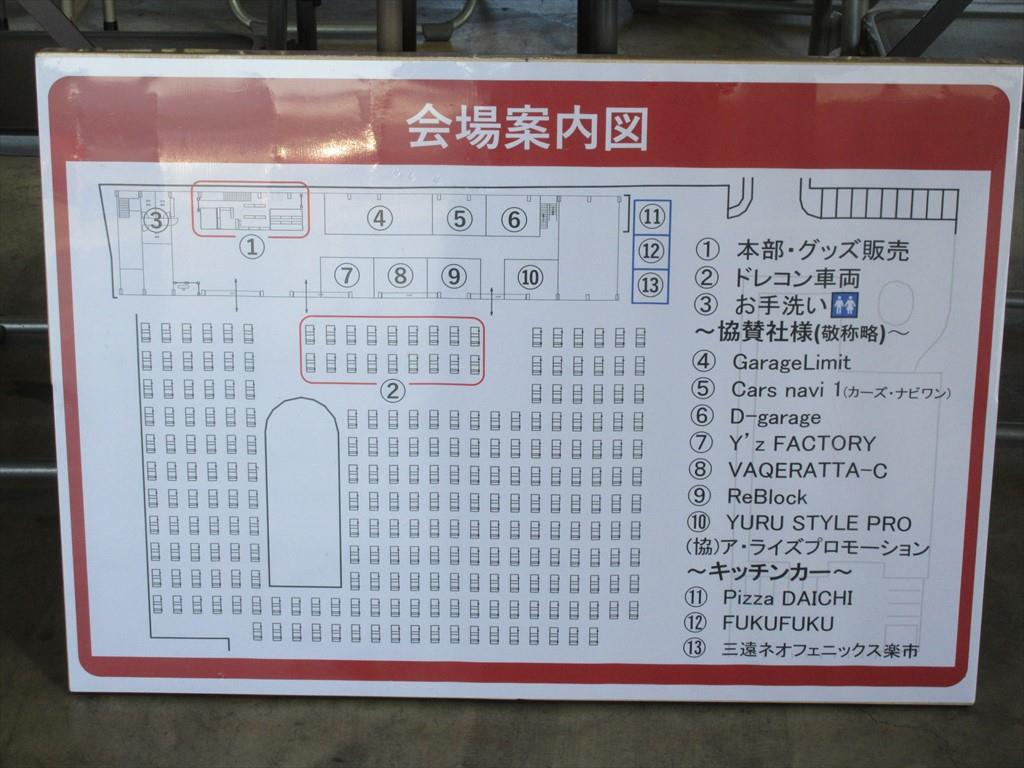 会場案内図
③
①
④
⑤
⑥
⑦
⑧
⑨
⑩
⑪
⑫
⑬
②
① 本部・グッズ販売
② ドレコン車両
③ お手洗い
～協賛社様(敬称略)～
④ GarageLimit
⑤ Cars navi 1(カーズ・ナビワン)
⑥ D-garage
⑦ Y'z FACTORY
⑧ VAQERATTA-C
⑨ ReBlock
⑩ YURU STYLE PRO
(協)ア・ライズプロモーション
～キッチンカー～
⑪ Pizza DAICHI
⑫ FUKUFUKU
⑬ 三遠ネオフェニックス楽市